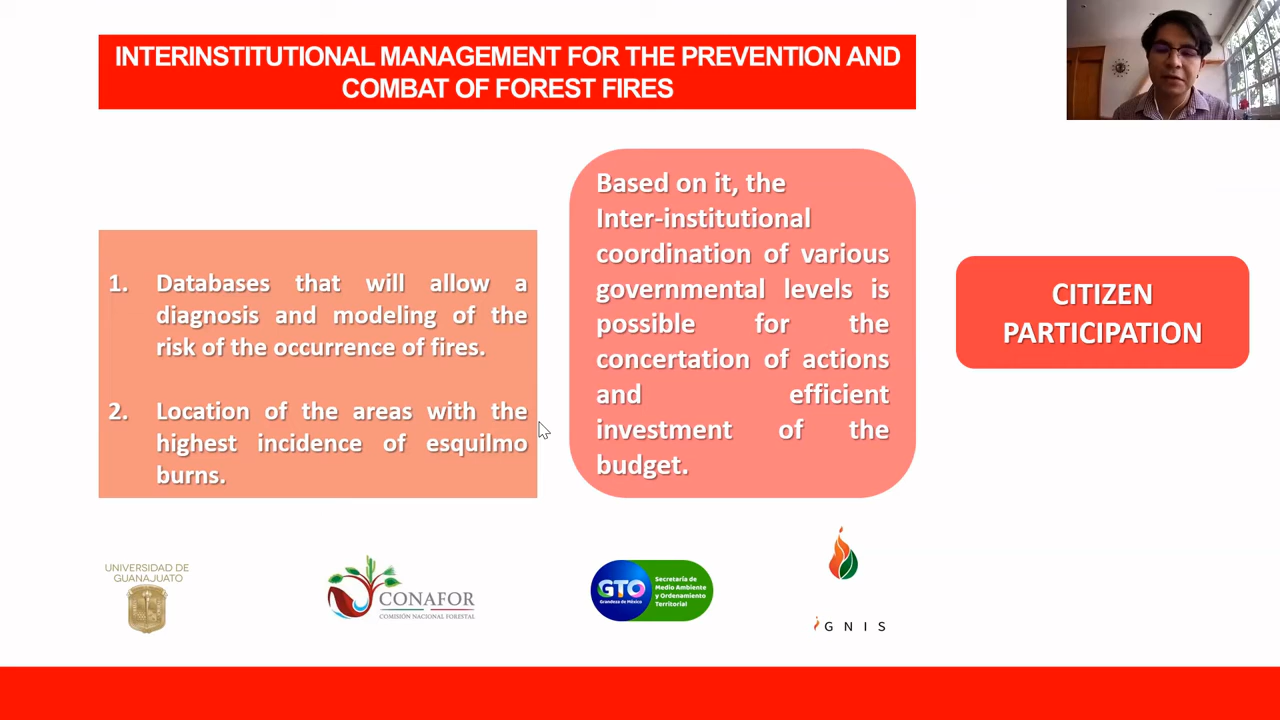 INTERINSTITUTIONAL MANAGEMENT FOR THE PREVENTION AND
COMBAT OF FOREST FIRES
1. Databases that will allow a
diagnosis and modeling of the
risk of the occurrence of fires.
2. Location of the areas with the
highest incidence of esquilmo
burns.
Based on it, the
Inter-institutional
coordination of various
governmental levels is
possible for the
concertation of actions
and efficient
investment of the
budget.
CITIZEN
PARTICIPATION
UNIVERSIDAD DE
GUANAJUATO
CONAFOR
COMISIÓN NACIONAL FORESTAL
GTO
Grandeza de México
Secretaría de
Medio Ambiente
y Ordenamiento
Territorial
IGNIS